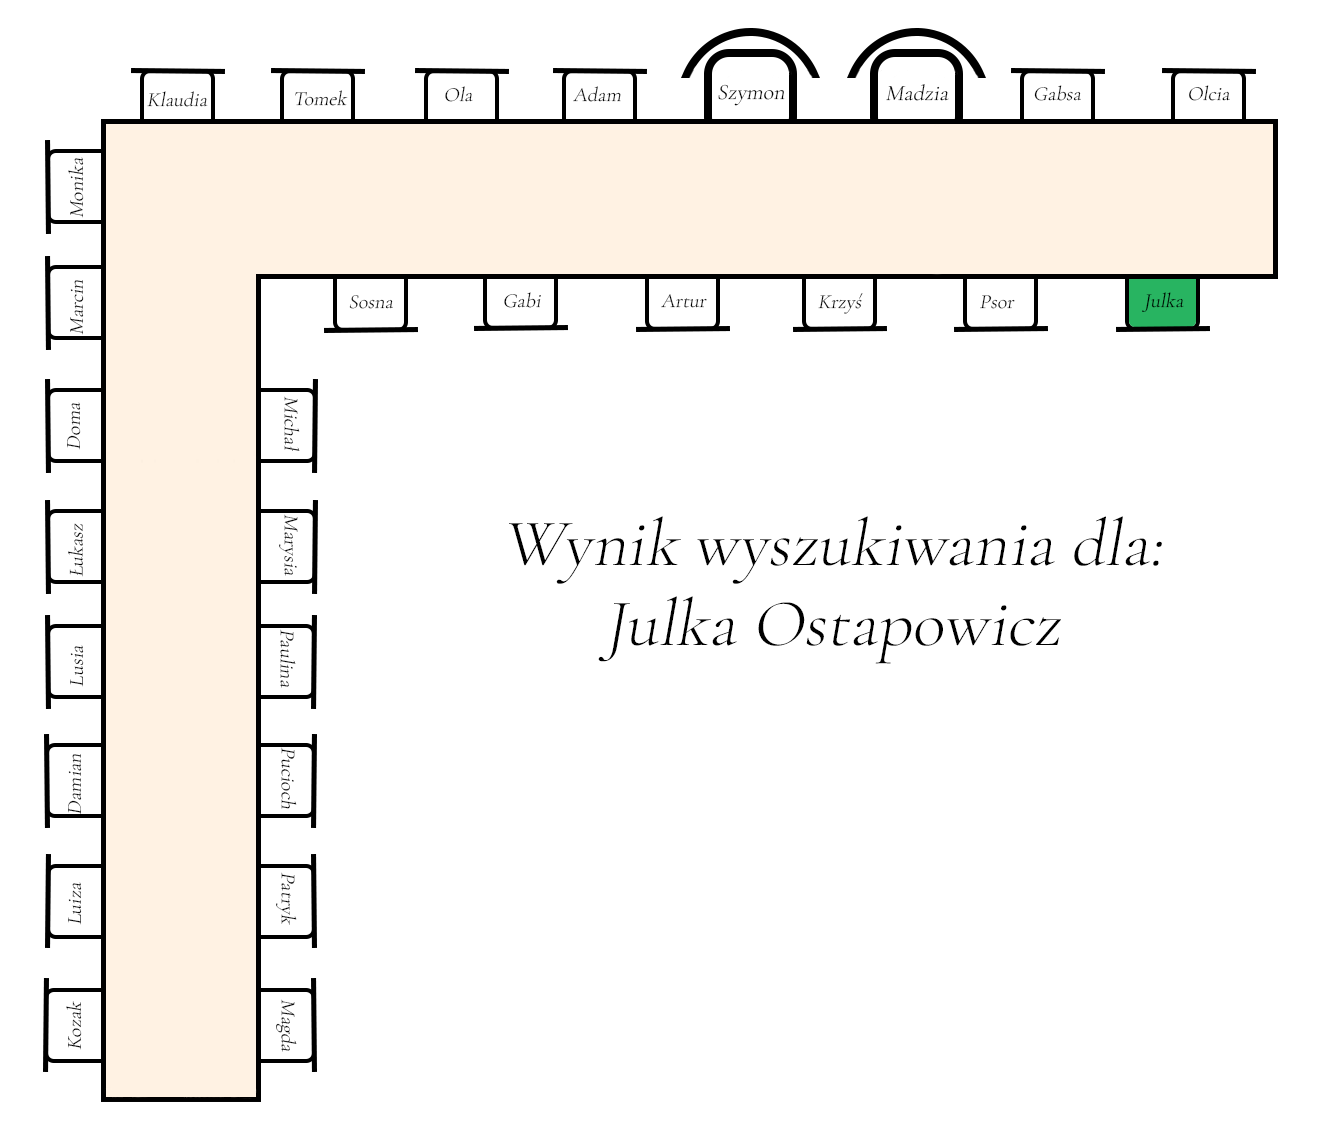 Klaudia
Tomek
Ola
Adam
Szymon
Madzia
Gabsa
Olcia
Monika
Marcin
Doma
Łukasz
Lusia
Damian
Luiza
Kozak
Sosna
Gabi
Artur
Krzyś
Psor
Julka
Michał
Marysia
Paulina
Pucioch
Patryk
Magda
Wynik wyszukiwania dla:
Julka Ostapowicz